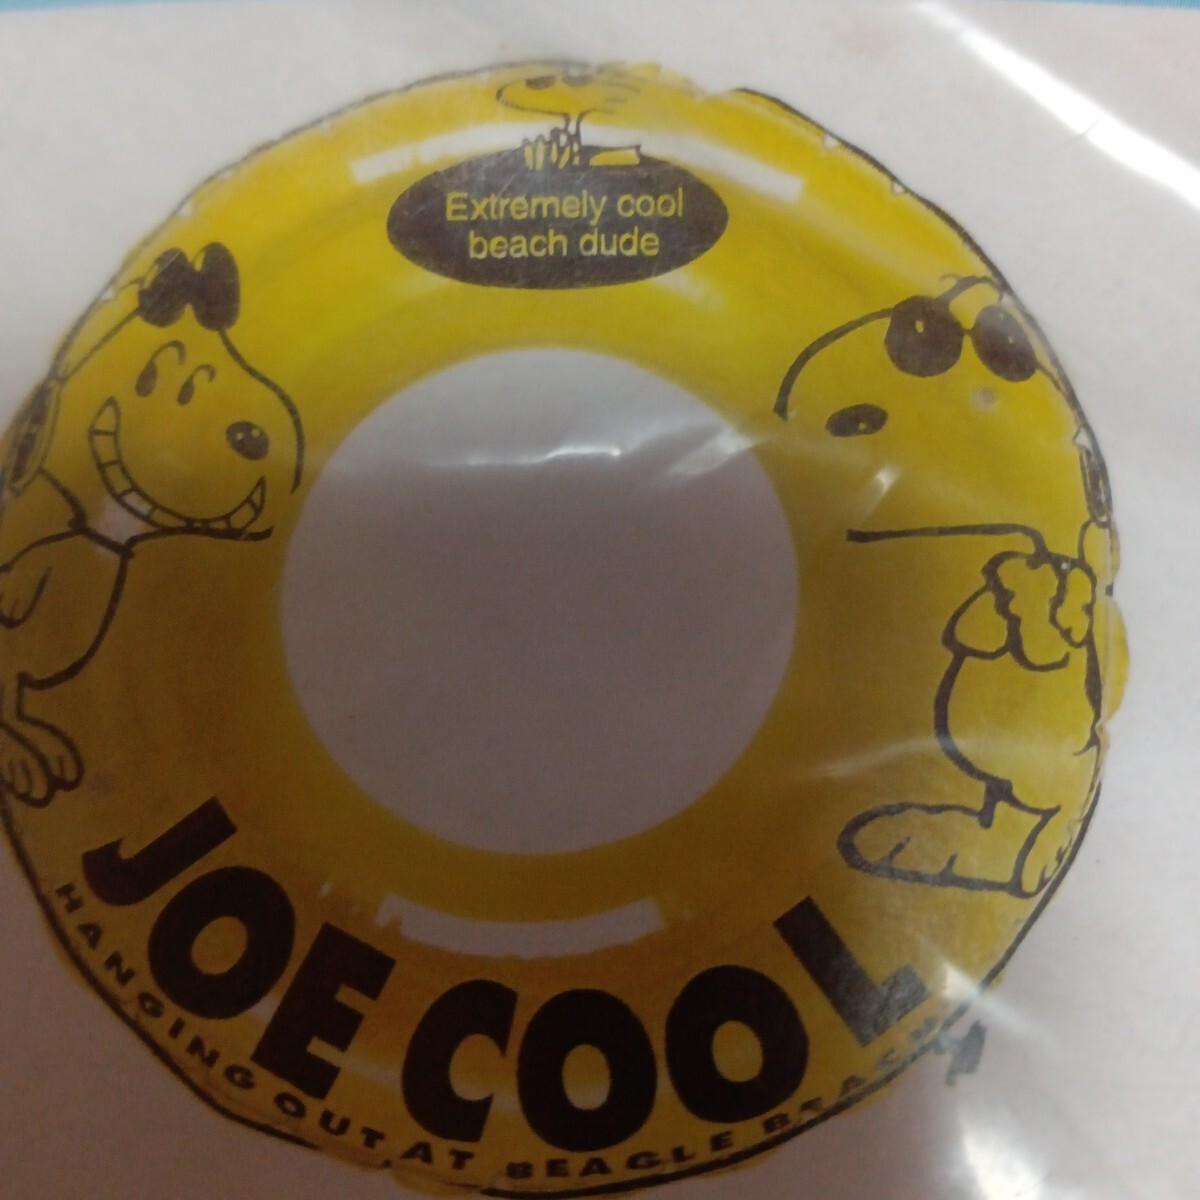 Extremely cool
beach dude
JOE COOL
HANGING OUT AT BEAGLE